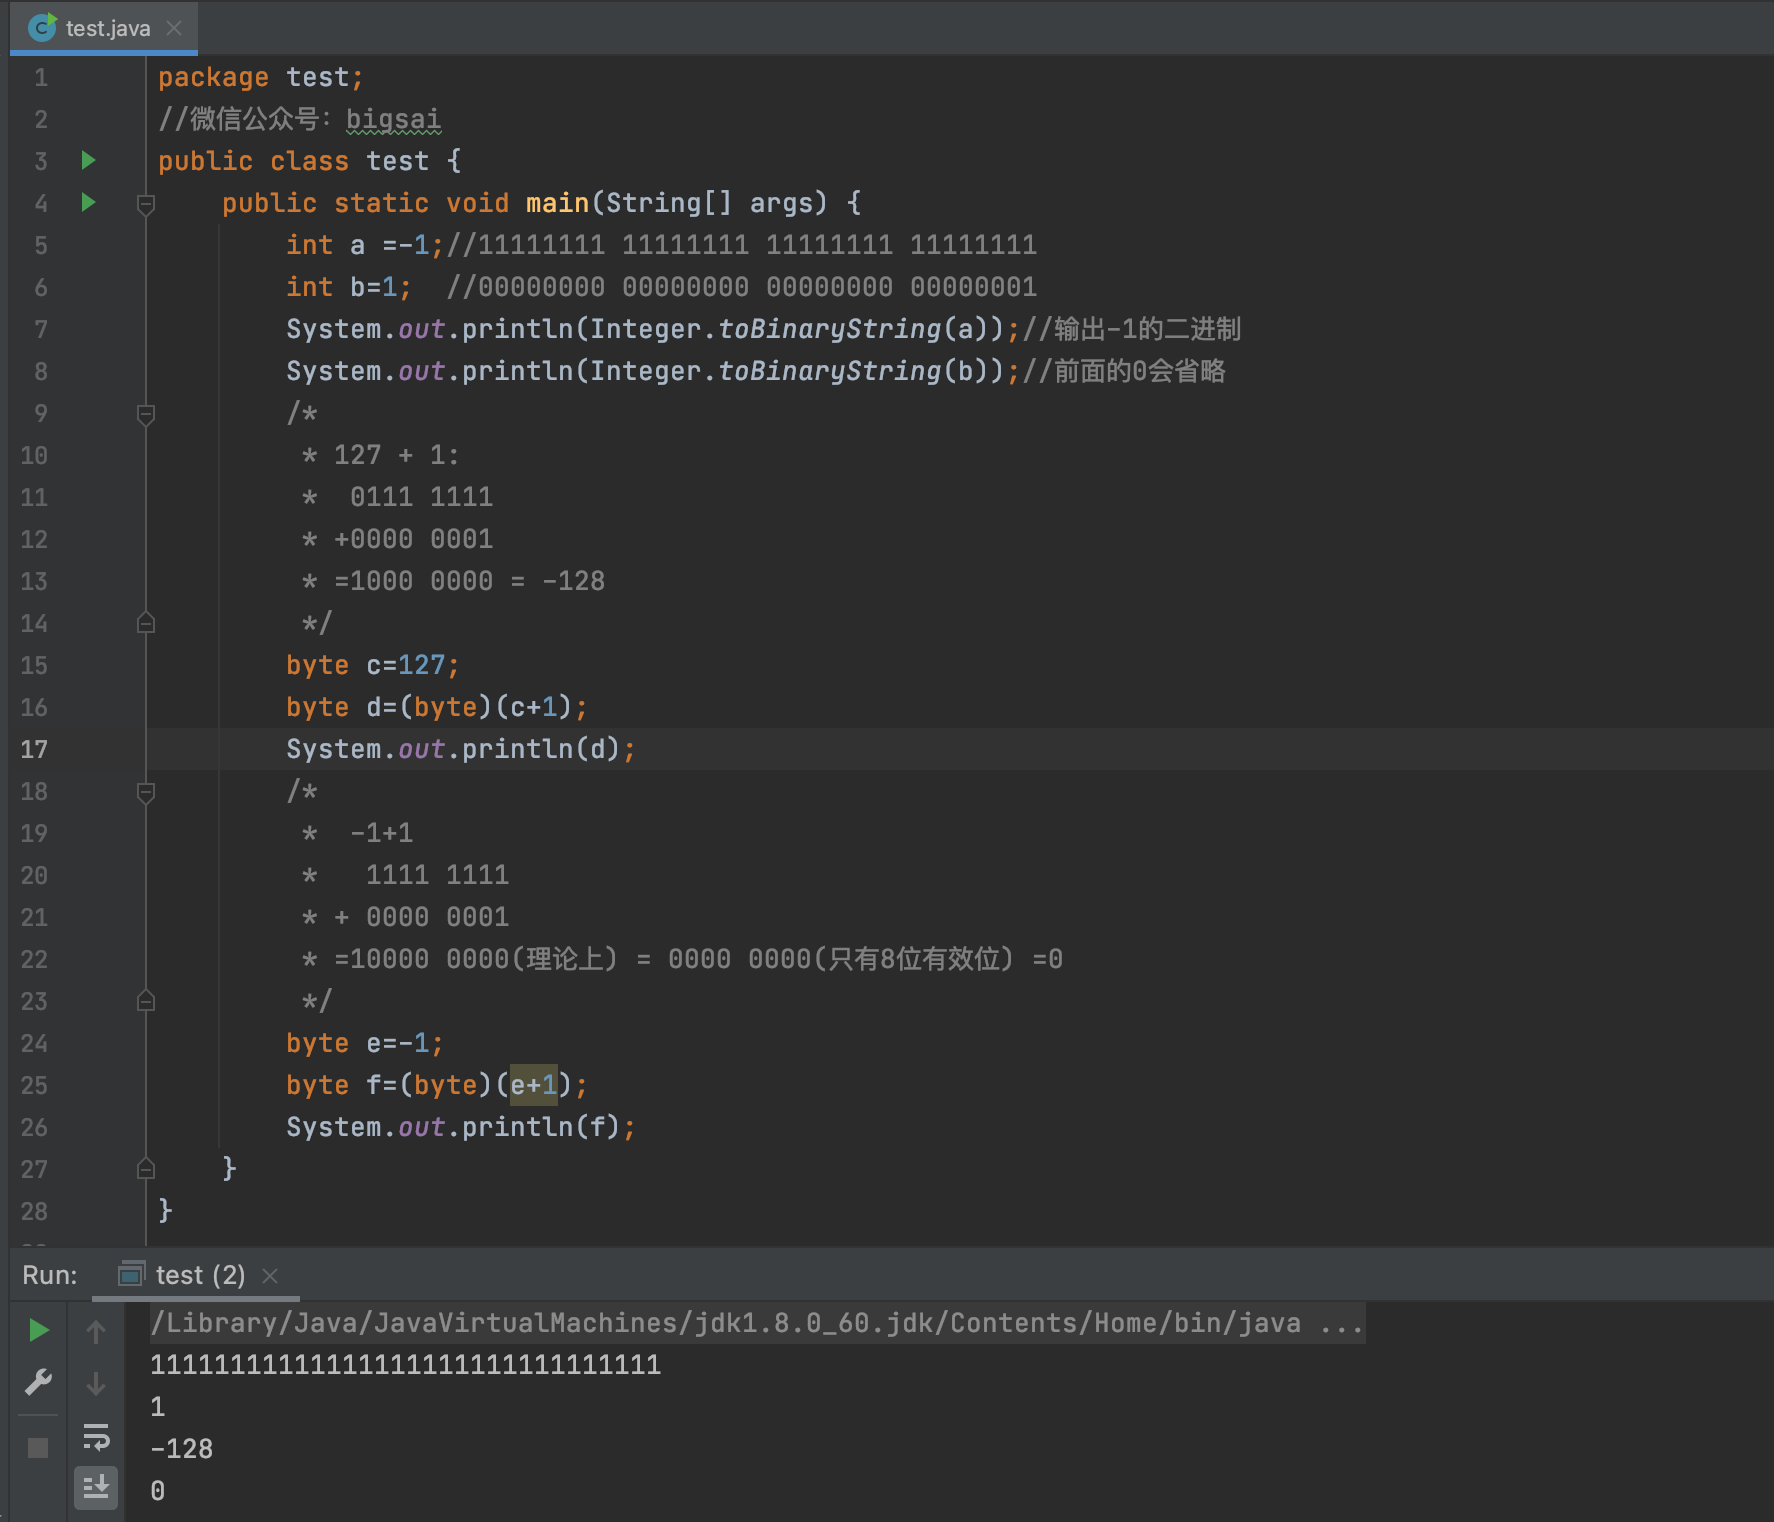 test.java
1 package test;
2 //微信公众号：bigsai
3 public class test {
4     public static void main(String[] args) {
5         int a =-1;//11111111 11111111 11111111 11111111
6         int b=1;  //00000000 00000000 00000000 00000001
7         System.out.println(Integer.toBinaryString(a));//输出-1的二进制
8         System.out.println(Integer.toBinaryString(b));//前面的0会省略
9         /*
10          * 127 + 1:
11          *  0111 1111
12          * +0000 0001
13          * =1000 0000 = -128
14          */
15         byte c=127;
16         byte d=(byte)(c+1);
17         System.out.println(d);
18         /*
19          *  -1+1
20          *   1111 1111
21          * + 0000 0001
22          * =10000 0000(理论上) = 0000 0000(只有8位有效位) =0
23          */
24         byte e=-1;
25         byte f=(byte)(e+1);
26         System.out.println(f);
27     }
28 }
Run: test (2)
/Library/Java/JavaVirtualMachines/jdk1.8.0_60.jdk/Contents/Home/bin/java ...
11111111111111111111111111111111
1
-128
0